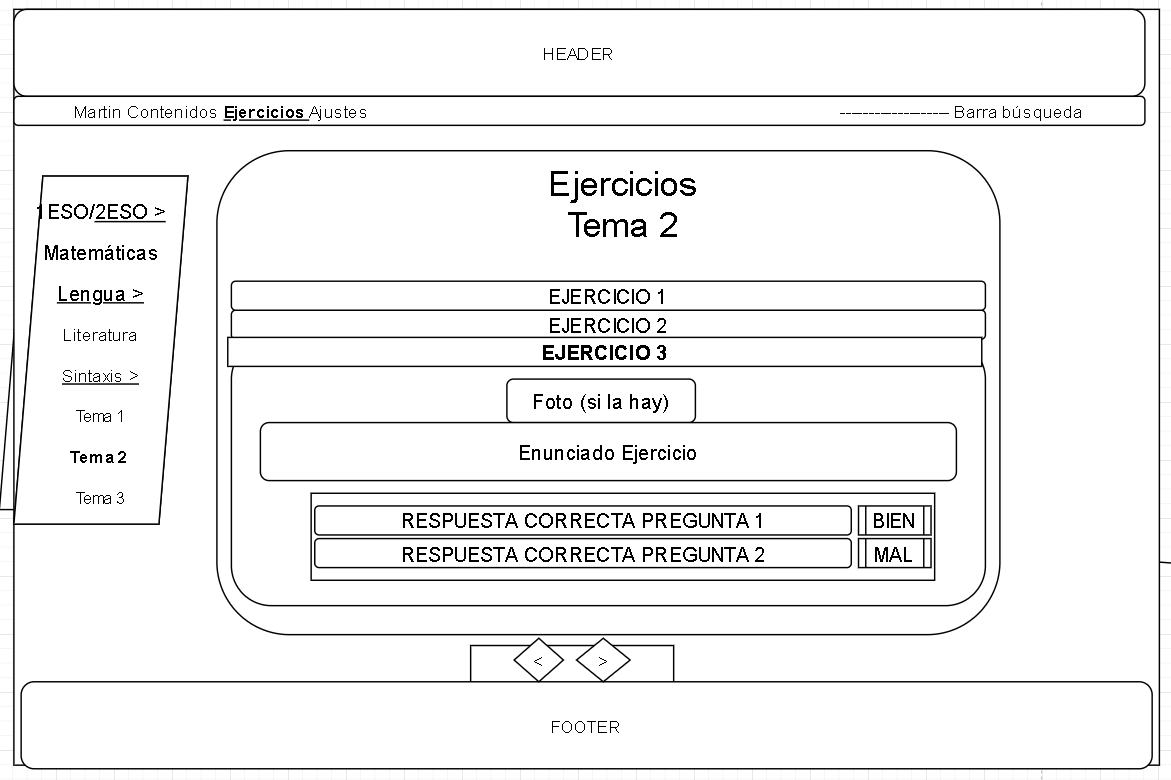 HEADER
Martin Contenidos Ejercicios Ajustes
-------------------- Barra búsqueda
1ESO/2ESO >
Matemáticas
Lengua >
Literatura
Sintaxis >
Tema 1
Tema 2
Tema 3
Ejercicios
Tema 2
EJERCICIO 1
EJERCICIO 2
EJERCICIO 3
Foto (si la hay)
Enunciado Ejercicio
RESPUESTA CORRECTA PREGUNTA 1 BIEN
RESPUESTA CORRECTA PREGUNTA 2 MAL
< >
FOOTER